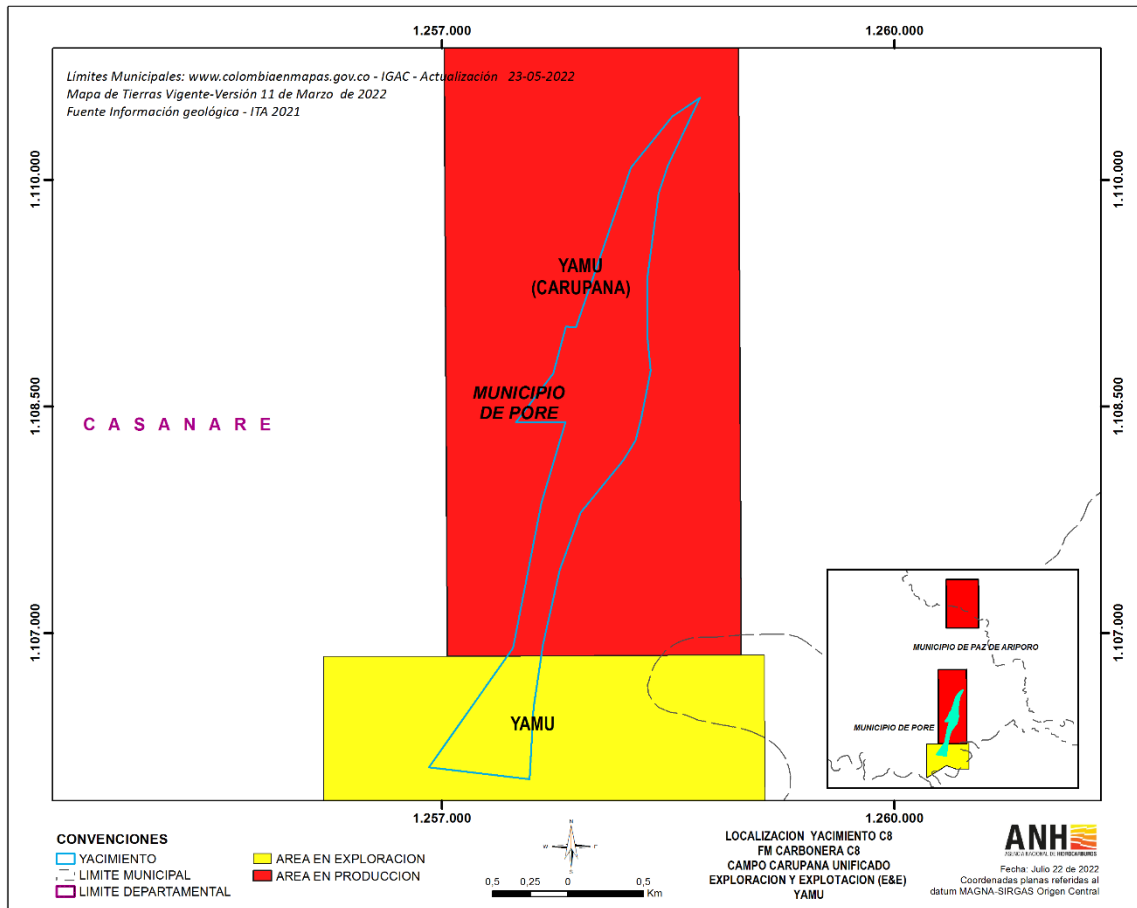 1.257.000
1.260.000
Límites Municipales: www.colombiaenmapas.gov.co - IGAC - Actualización 23-05-2022
Mapa de Tierras Vigente-Versión 11 de Marzo de 2022
Fuente Información geológica - ITA 2021
1.110.000
1.110.000
YAMU
(CARUPANA)
MUNICIPIO
DE PORE
1.108.500
1.108.500
C A S A N A R E
1.107.000
1.107.000
YAMU
MUNICIPIO DE PAZ DE ARIPORO
MUNICIPIO DE PORE
1.257.000
1.260.000
CONVENCIONES
YACIMIENTO
LIMITE MUNICIPAL
LIMITE DEPARTAMENTAL
AREA EN EXPLORACION
AREA EN PRODUCCION
N
W
E
S
0,5 0,25 0 0,5
Km
LOCALIZACION YACIMIENTO C8
FM CARBONERA C8
CAMPO CARUPANA UNIFICADO
EXPLORACION Y EXPLOTACION (E&E)
YAMU
ANH
AGENCIA NACIONAL DE HIDROCARBUROS
Fecha: Julio 22 de 2022
Coordenadas planas referidas al
datum MAGNA-SIRGAS Origen Central